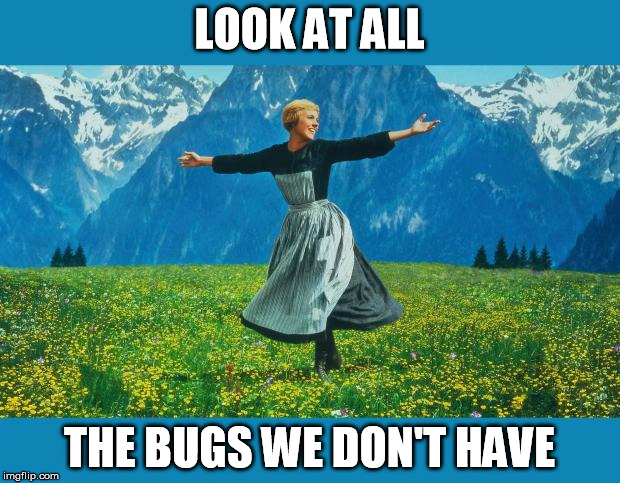 LOOK AT ALL
THE BUGS WE DON'T HAVE
imgflip.com